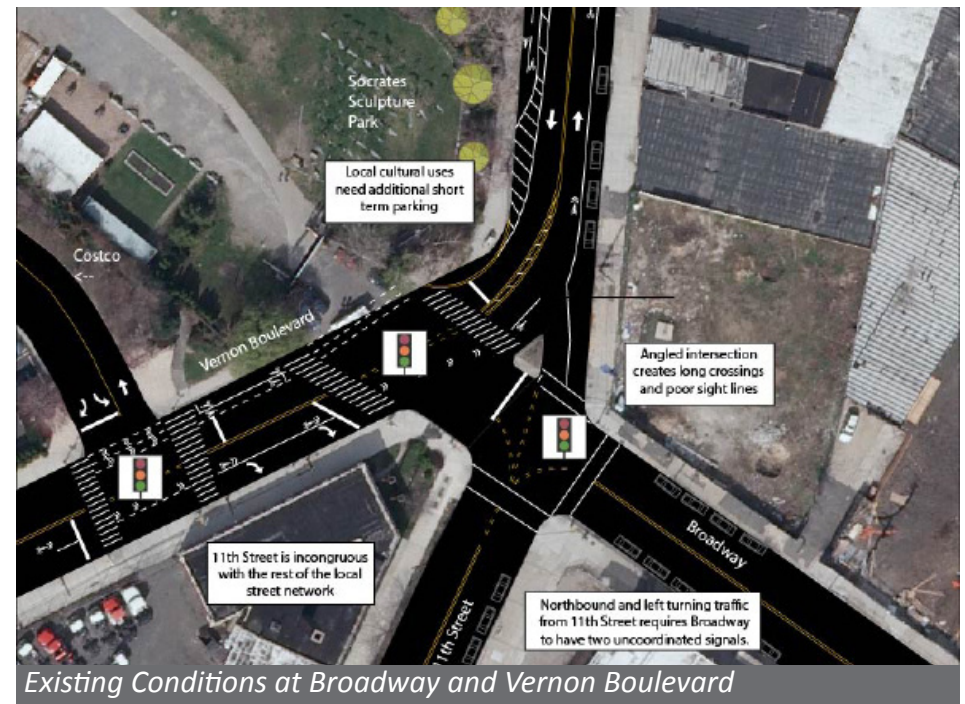 Socrates
Sculpture
Park
Local cultural uses
need additional short
term parking
Costco
<--
Vernon Boulevard
Angled intersection
creates long crossings
and poor sight lines
11th Street is incongruous
with the rest of the local
street network
Broadway
11th Street
Northbound and left turning traffic
from 11th Street requires Broadway
to have two uncoordinated signals.
Existing Conditions at Broadway and Vernon Boulevard